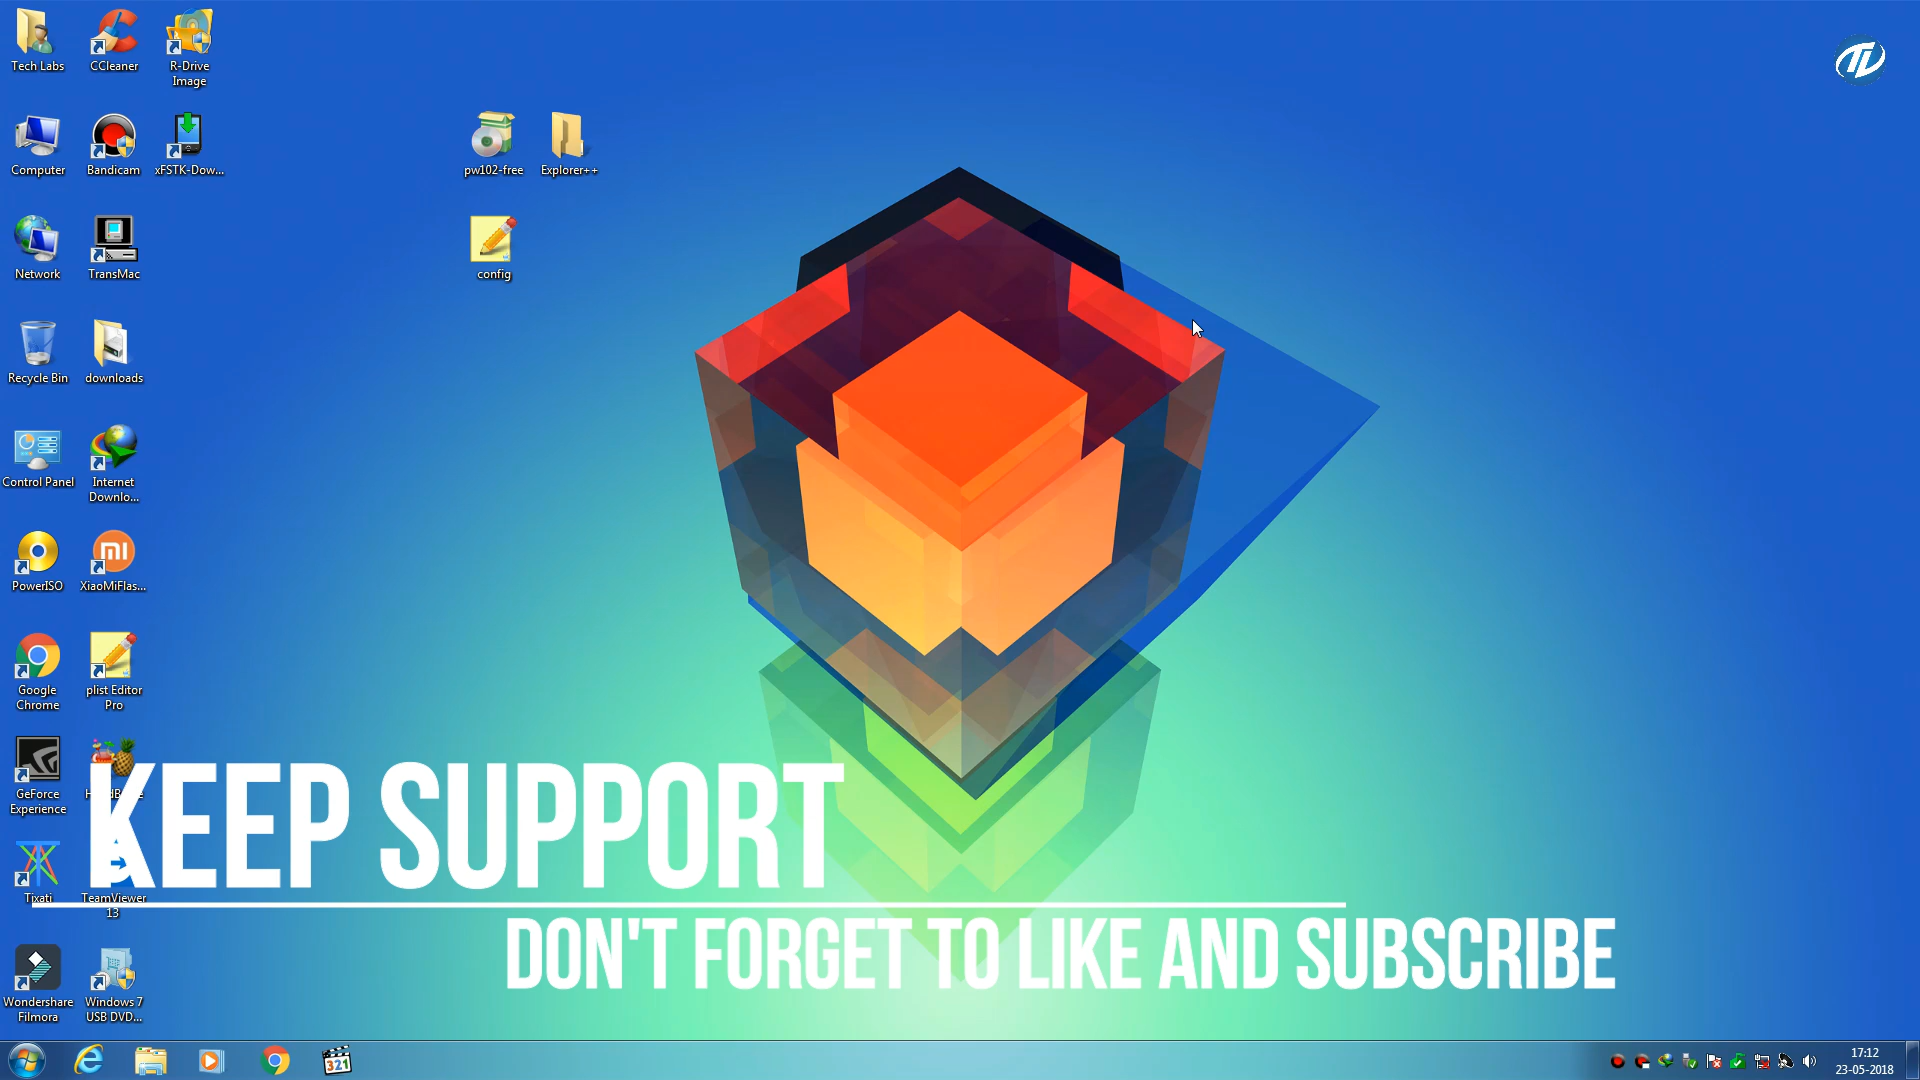 Tech Labs
CCleaner
R-Drive
Image
Computer
Bandicam
xFSTK-Dow...
pw102-free
Explorer++
Network
TransMac
config
Recycle Bin
downloads
Control Panel
Internet
Downlo...
PowerISO
XiaoMiFlas...
Google
Chrome
plist Editor
Pro
GeForce
Experience
KEEP SUPPORT
Tixati
TeamViewer
13
DON'T FORGET TO LIKE AND SUBSCRIBE
Wondershare
Filmora
Windows 7
USB DVD...
321
17:12
23-05-2018